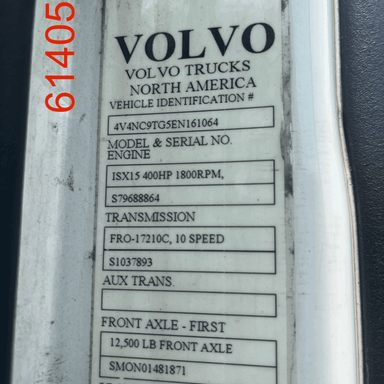 61405
VOLVO
VOLVO TRUCKS
NORTH AMERICA
VEHICLE IDENTIFICATION #
4V4NC9TG5EN161064
MODEL & SERIAL NO.
ENGINE
ISX15 400HP 1800RPM,
S79688864
TRANSMISSION
FRO-17210C, 10 SPEED
S1037893
AUX TRANS.
FRONT AXLE - FIRST
12,500 LB FRONT AXLE
SMON01481871